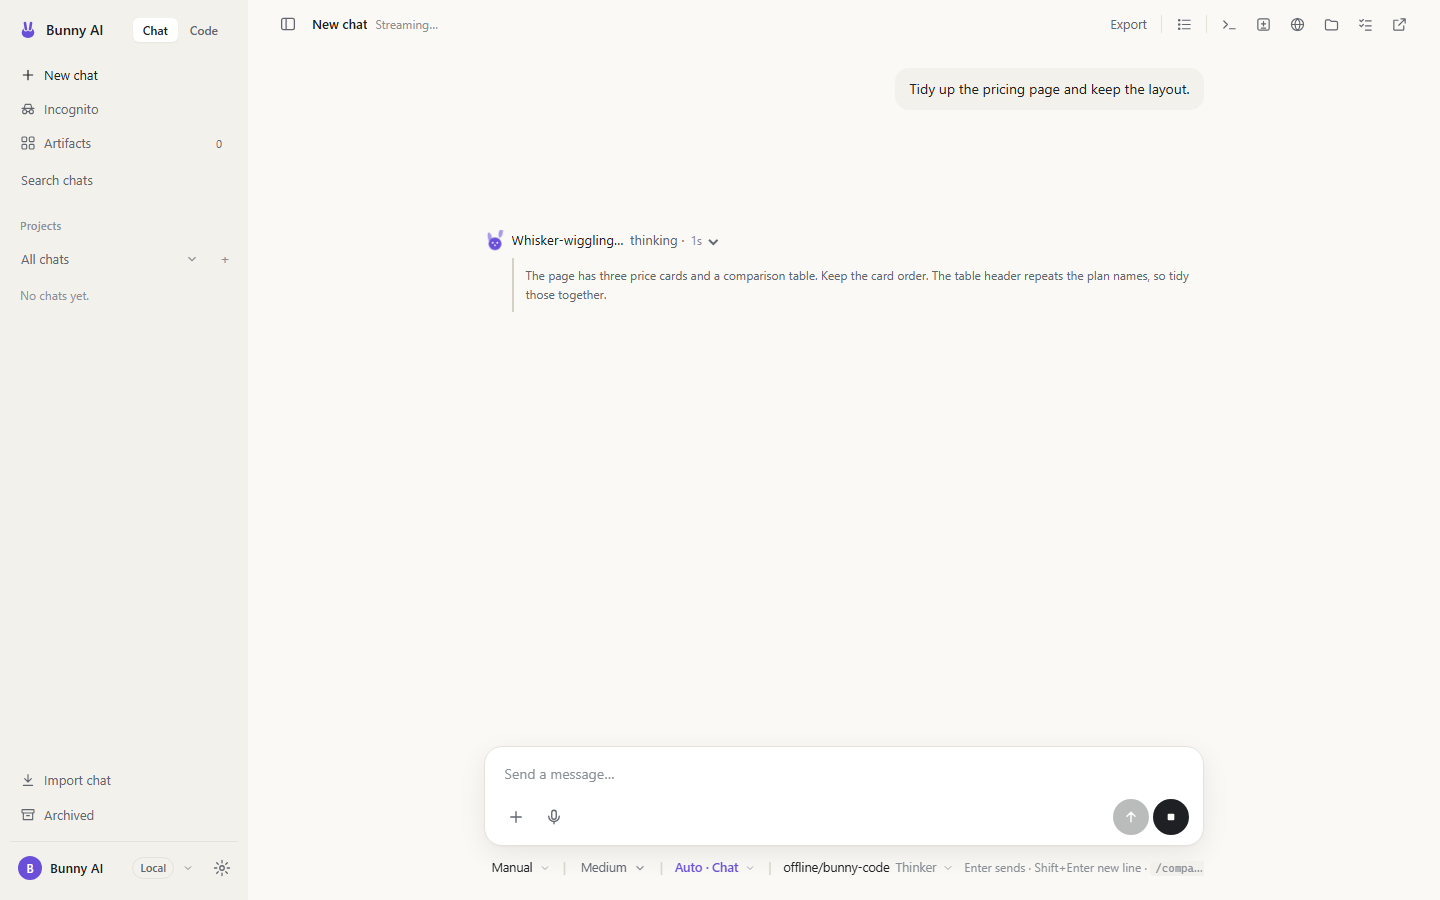 Bunny AI
Chat
Code
New chat
Incognito
Artifacts
0
Search chats
Projects
All chats
+
No chats yet.
Import chat
Archived
B
Bunny AI
Local
New chat
Streaming...
Export
Tidy up the pricing page and keep the layout.
Whisker-wiggling... thinking · 1s
The page has three price cards and a comparison table. Keep the card order. The table header repeats the plan names, so tidy
those together.
Send a message...
Manual
Medium
Auto · Chat
offline/bunny-code Thinker
Enter sends · Shift+Enter new line · /compa...